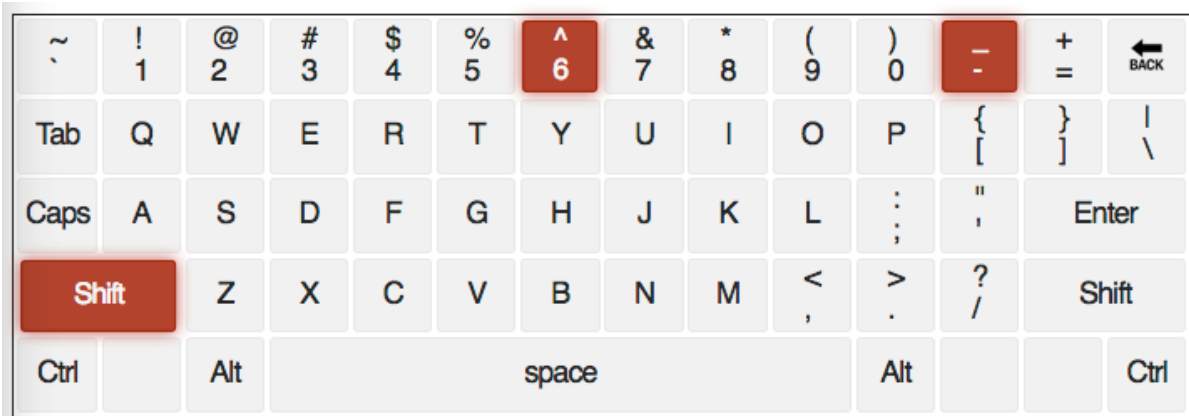 ~ ! @ # $ % ^ & * ( ) _ +
` 1 2 3 4 5 6 7 8 9 0 - = BACK
Tab Q W E R T Y U I O P { } |
[ ] \
Caps A S D F G H J K L : " Enter
; '
Shift Z X C V B N M < > ? Shift
, . /
Ctrl Alt space Alt Ctrl